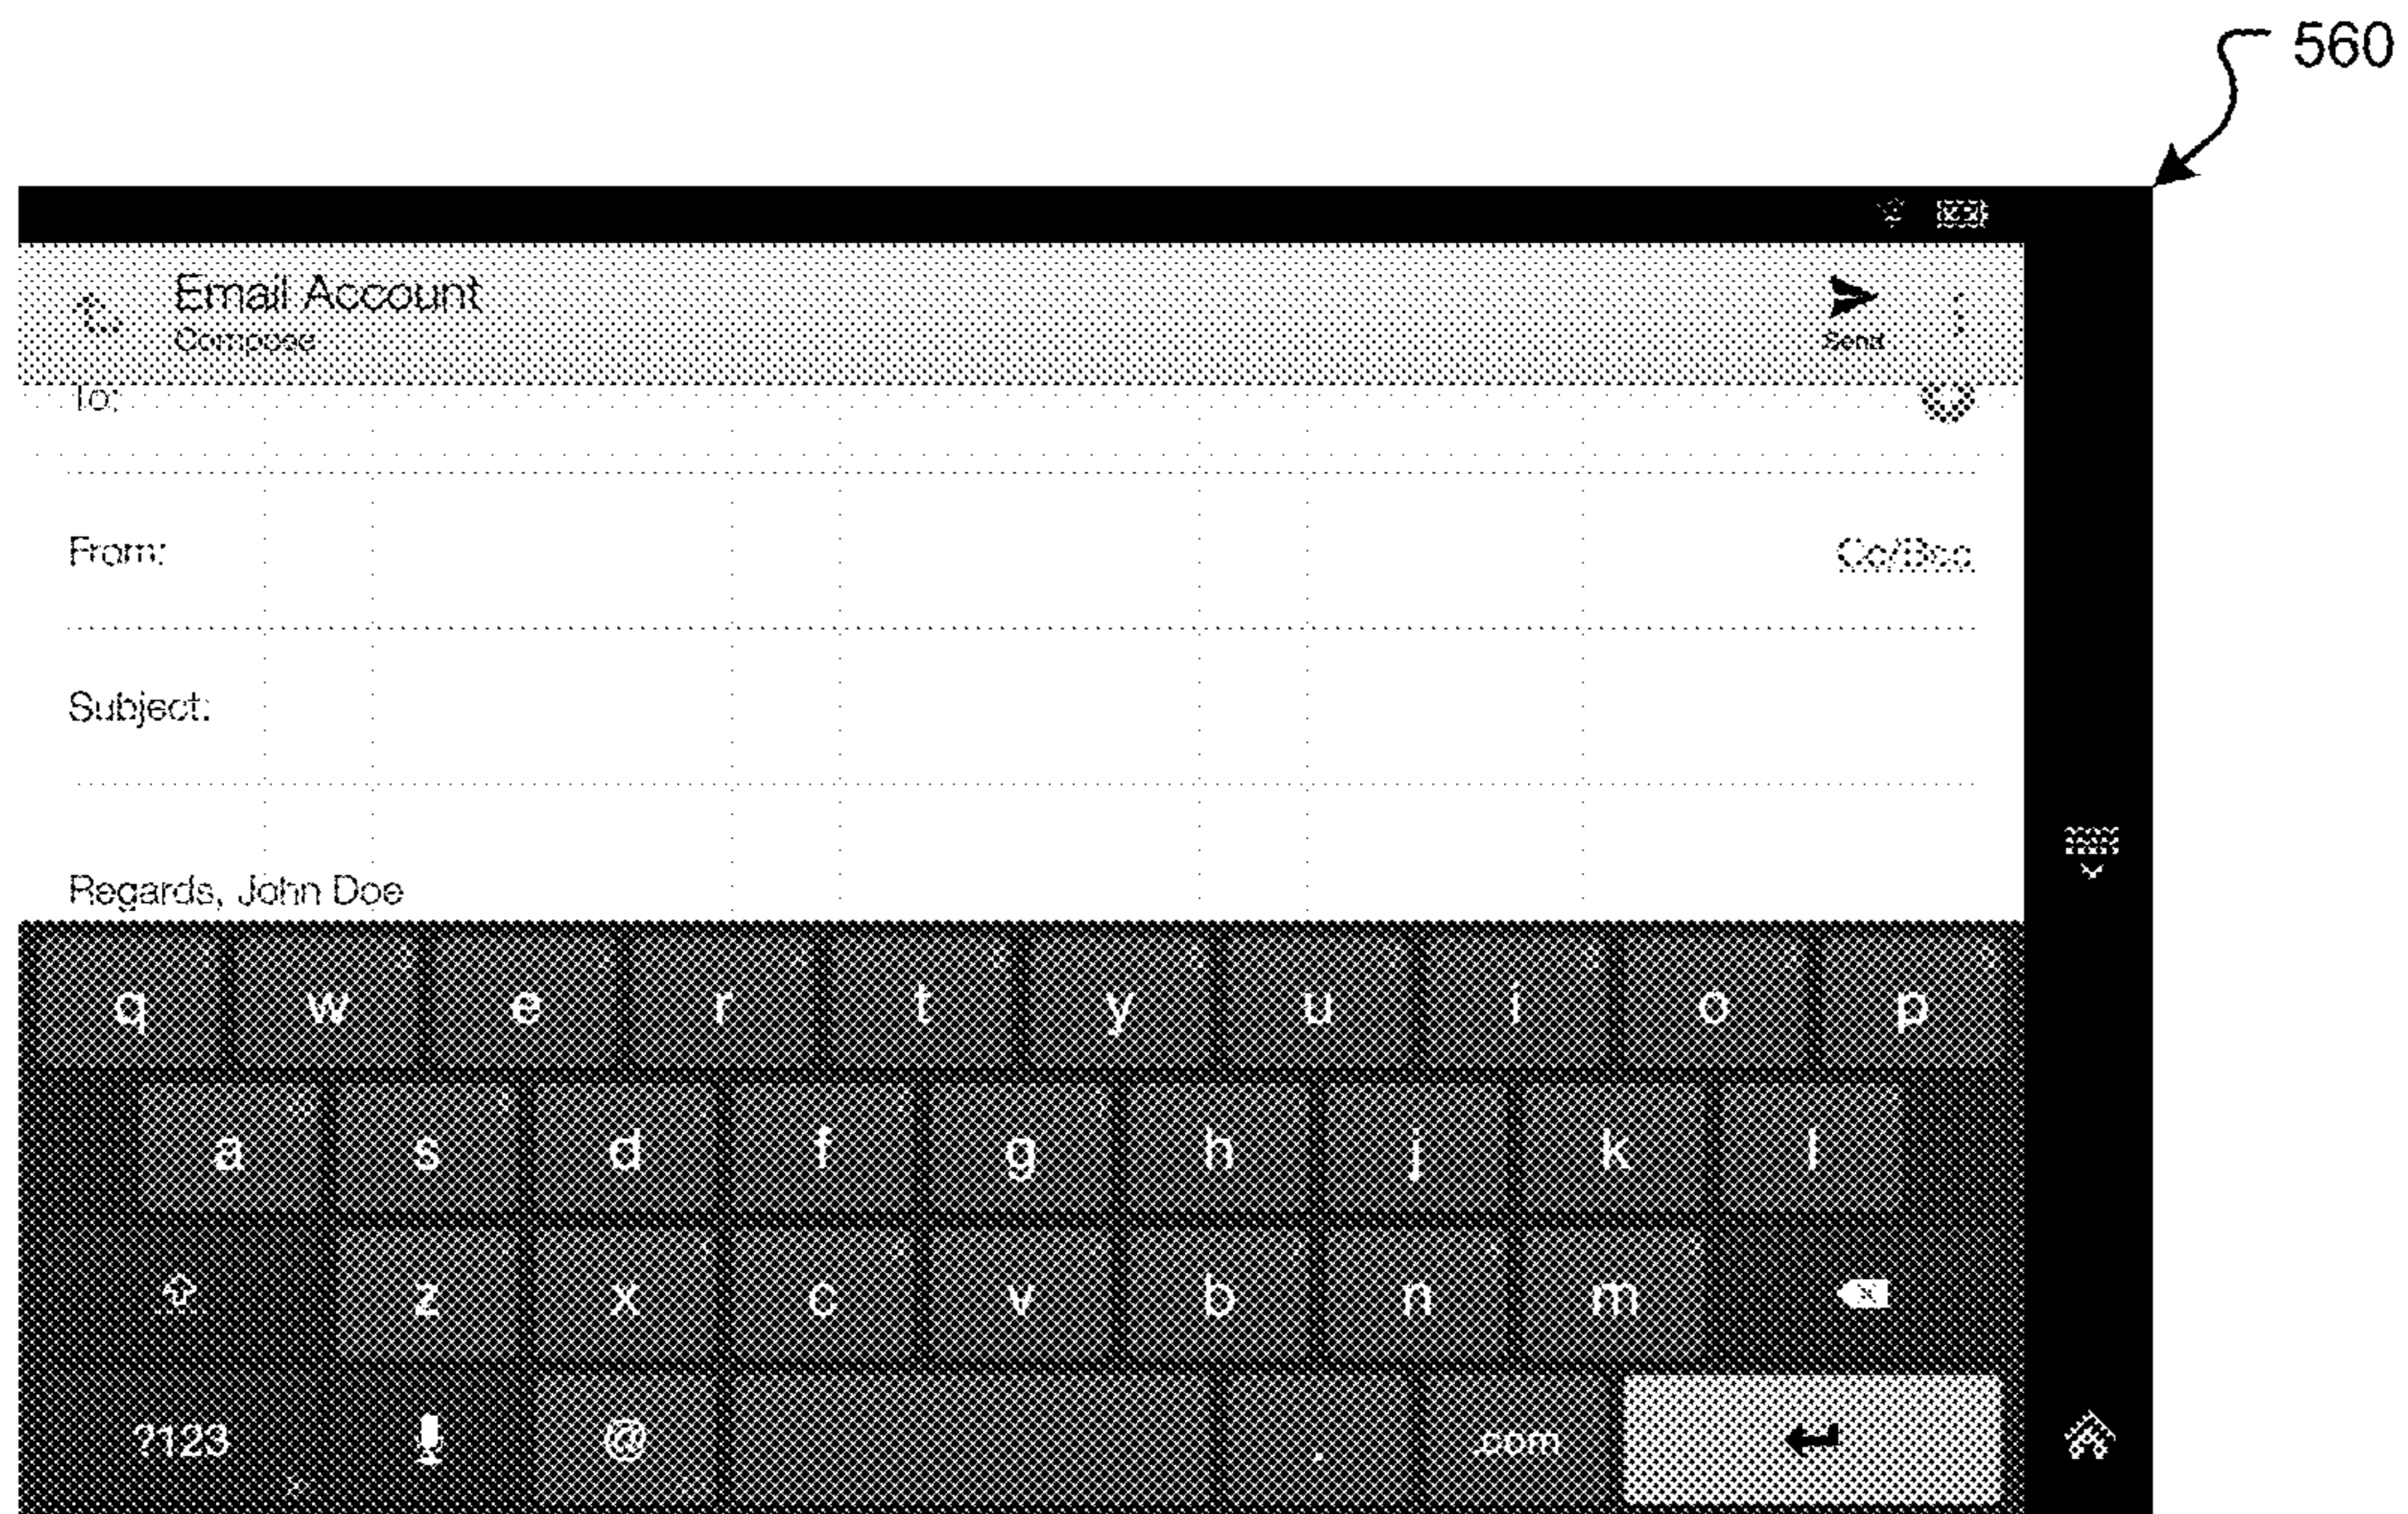 560
Email Account
Compose
Send
To:
From:
Cc/Bcc
Subject:
Regards, John Doe
q w e r t y u i o p
a s d f g h j k l
z x c v b n m
?123 @ . .com